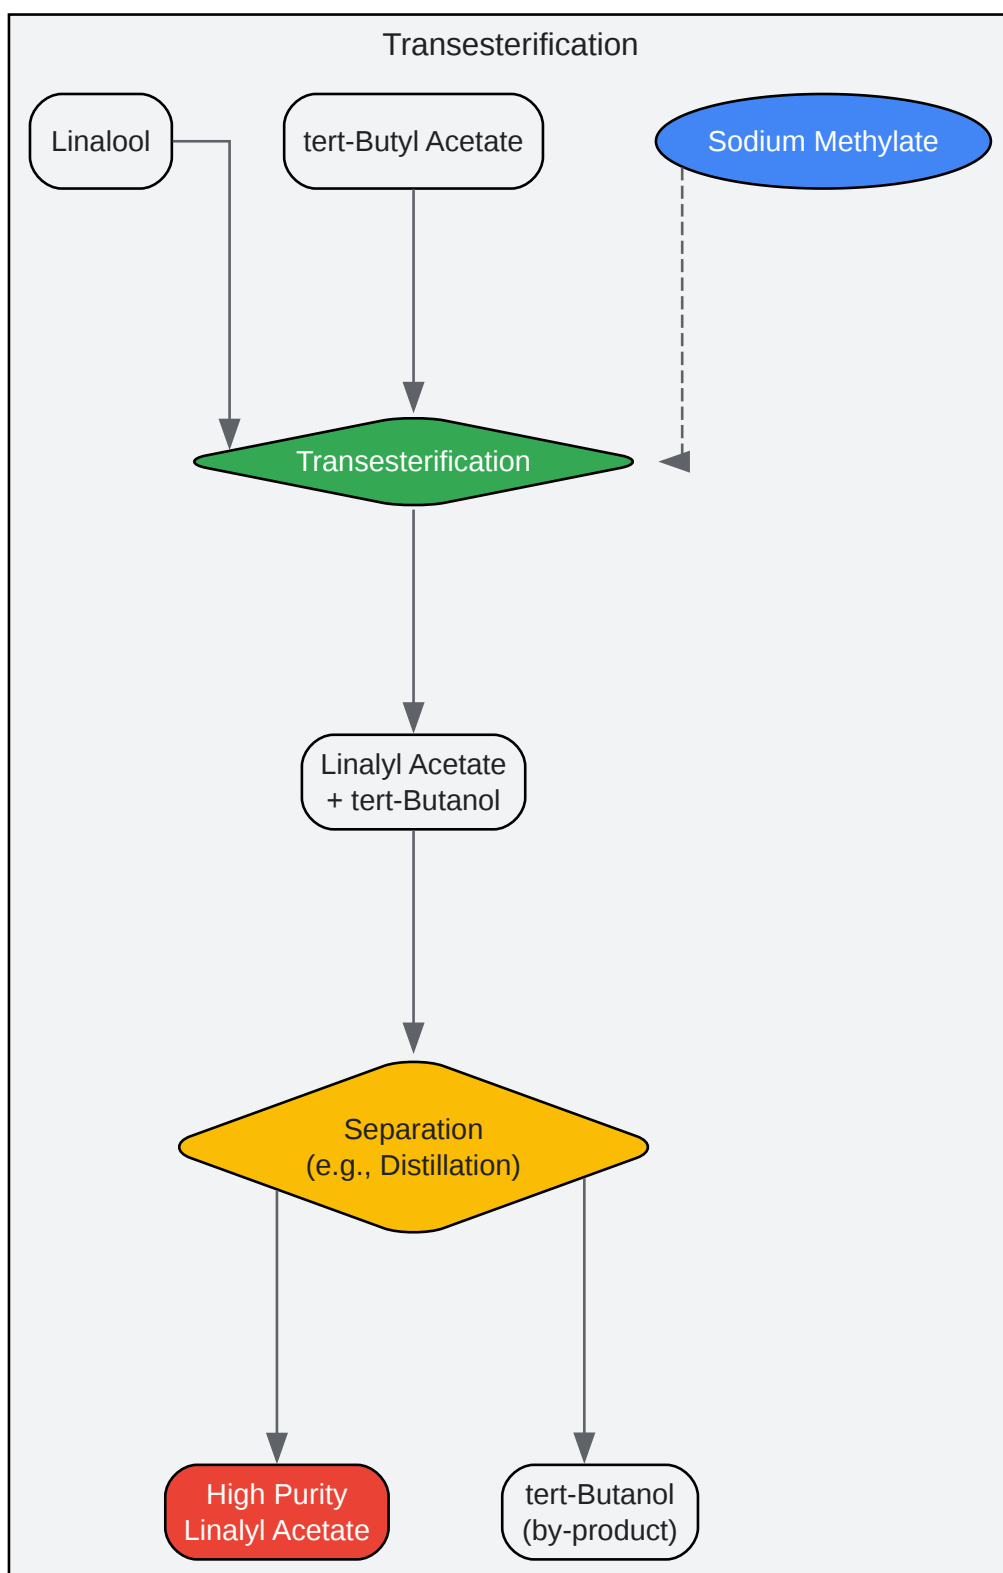 Transesterification
Linalool
tert-Butyl Acetate
Sodium Methylate
Transesterification
Linalyl Acetate
+ tert-Butanol
Separation
(e.g., Distillation)
High Purity
Linalyl Acetate
tert-Butanol
(by-product)